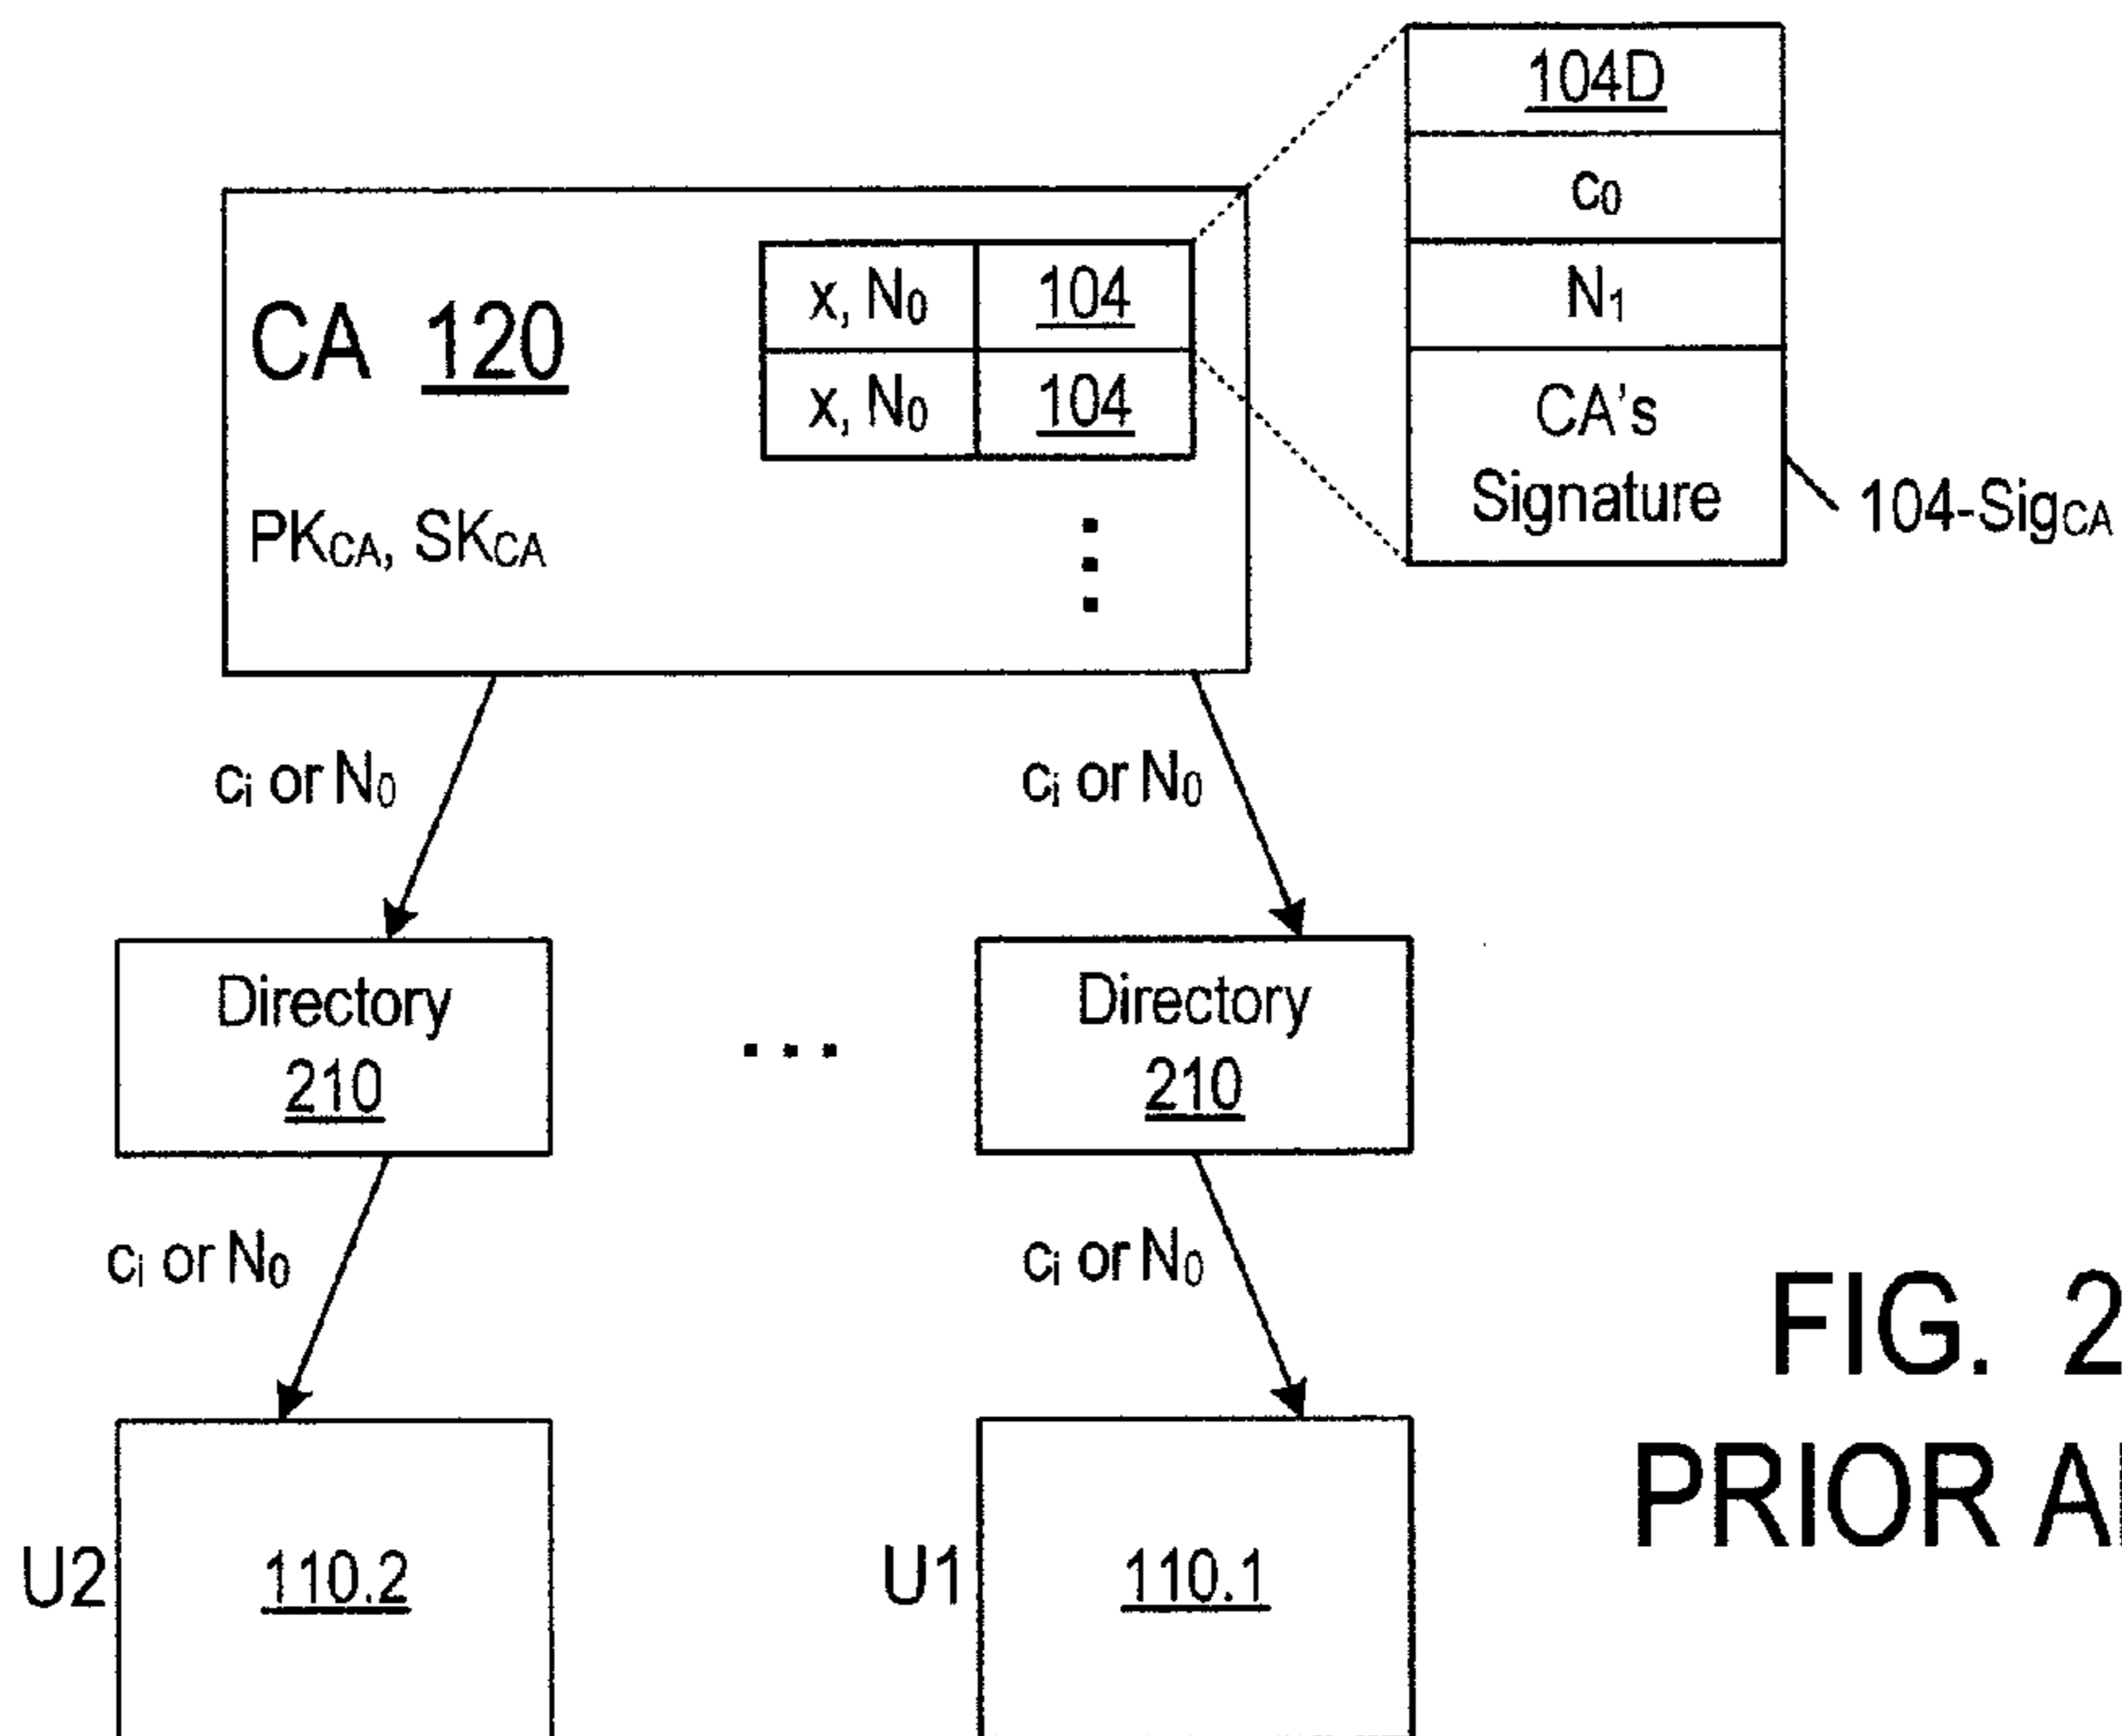 104D
c0
N1
CA's
Signature
104-SigCA
CA 120
x, N0 104
x, N0 104
PKCA, SKCA
ci or N0 ci or N0
Directory
210
Directory
210
ci or N0 ci or N0
FIG. 2
PRIOR
U2 110.2
U1 110.1